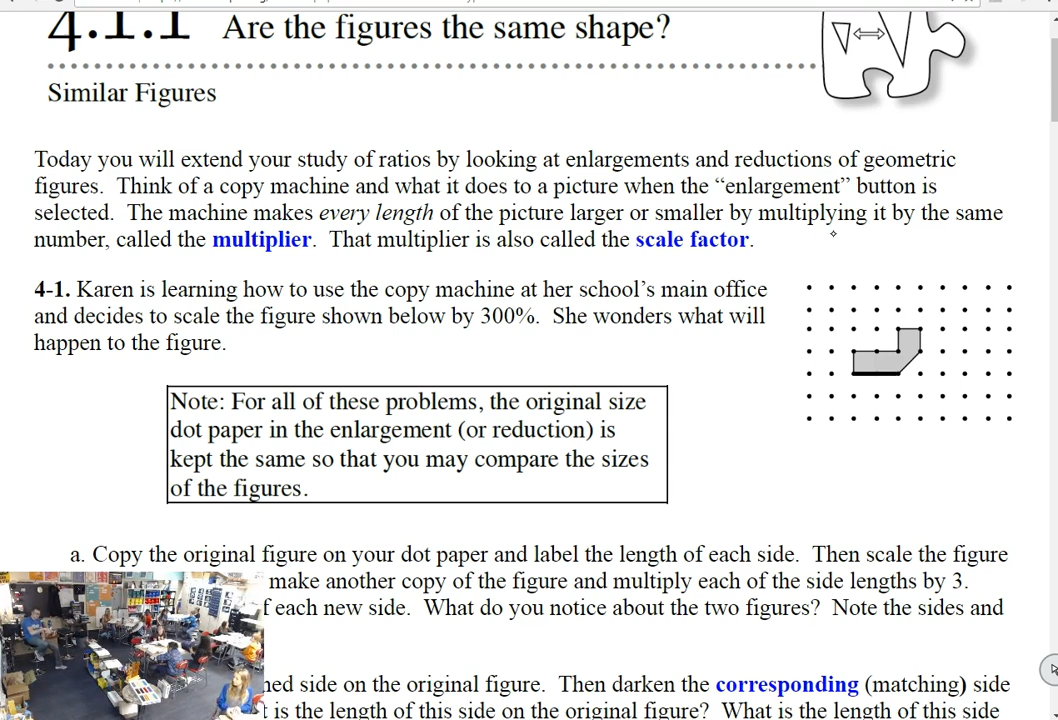 4.1.1 Are the figures the same shape?
Similar Figures
Today you will extend your study of ratios by looking at enlargements and reductions of geometric
figures. Think of a copy machine and what it does to a picture when the “enlargement” button is
selected. The machine makes every length of the picture larger or smaller by multiplying it by the same
number, called the multiplier. That multiplier is also called the scale factor.
4-1. Karen is learning how to use the copy machine at her school’s main office
and decides to scale the figure shown below by 300%. She wonders what will
happen to the figure.
Note: For all of these problems, the original size
dot paper in the enlargement (or reduction) is
kept the same so that you may compare the sizes
of the figures.
a. Copy the original figure on your dot paper and label the length of each side. Then scale the figure
make another copy of the figure and multiply each of the side lengths by 3.
f each new side. What do you notice about the two figures? Note the sides and
ned side on the original figure. Then darken the corresponding (matching) side
t is the length of this side on the original figure? What is the length of this side